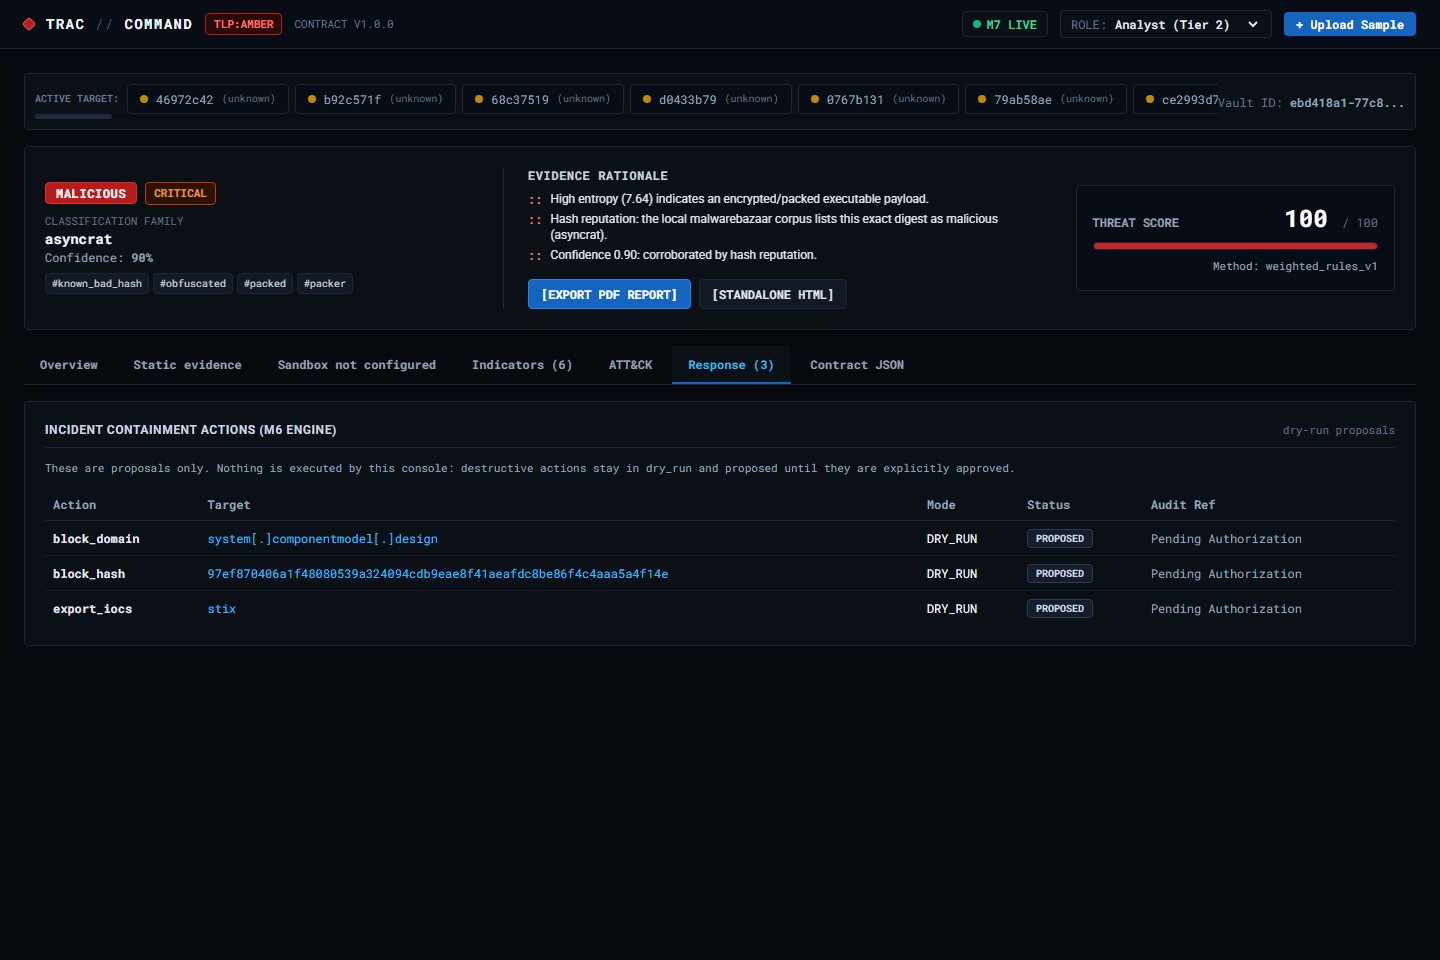 TRAC // COMMAND TLP:AMBER CONTRACT V1.0.0 M7 LIVE ROLE: Analyst (Tier 2) + Upload Sample
ACTIVE TARGET: 46972c42 (unknown) b92c571f (unknown) 68c37519 (unknown) d0433b79 (unknown) 0767b131 (unknown) 79ab58ae (unknown) ce2993d7 Vault ID: ebd418a1-77c8...
MALICIOUS CRITICAL
CLASSIFICATION FAMILY
asyncrat
Confidence: 90%
#known_bad_hash #obfuscated #packed #packer
EVIDENCE RATIONALE
:: High entropy (7.64) indicates an encrypted/packed executable payload.
:: Hash reputation: the local malwarebazaar corpus lists this exact digest as malicious
(asyncrat).
:: Confidence 0.90: corroborated by hash reputation.
[EXPORT PDF REPORT] [STANDALONE HTML]
THREAT SCORE 100 / 100
Method: weighted_rules_v1
Overview Static evidence Sandbox not configured Indicators (6) ATT&CK Response (3) Contract JSON
INCIDENT CONTAINMENT ACTIONS (M6 ENGINE) dry-run proposals
These are proposals only. Nothing is executed by this console: destructive actions stay in dry_run and proposed until they are explicitly approved.
Action Target Mode Status Audit Ref
block_domain system[.]componentmodel[.]design DRY_RUN PROPOSED Pending Authorization
block_hash 97ef870406a1f48080539a324094cdb9eae8f41aeafdc8be86f4c4aaa5a4f14e DRY_RUN PROPOSED Pending Authorization
export_iocs stix DRY_RUN PROPOSED Pending Authorization